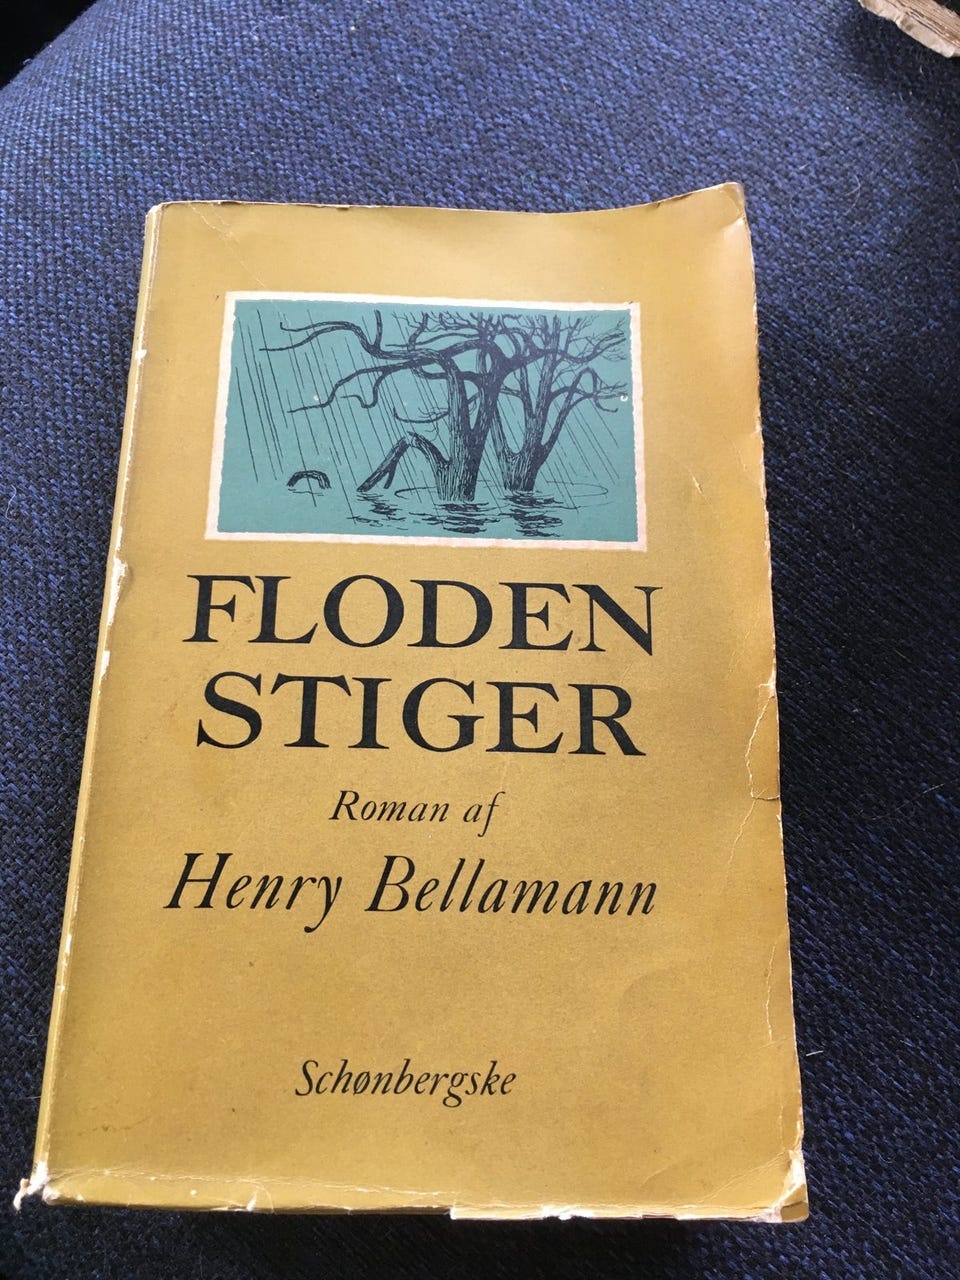 FLODEN
STIGER
Roman af
Henry Bellamann
Schønbergske